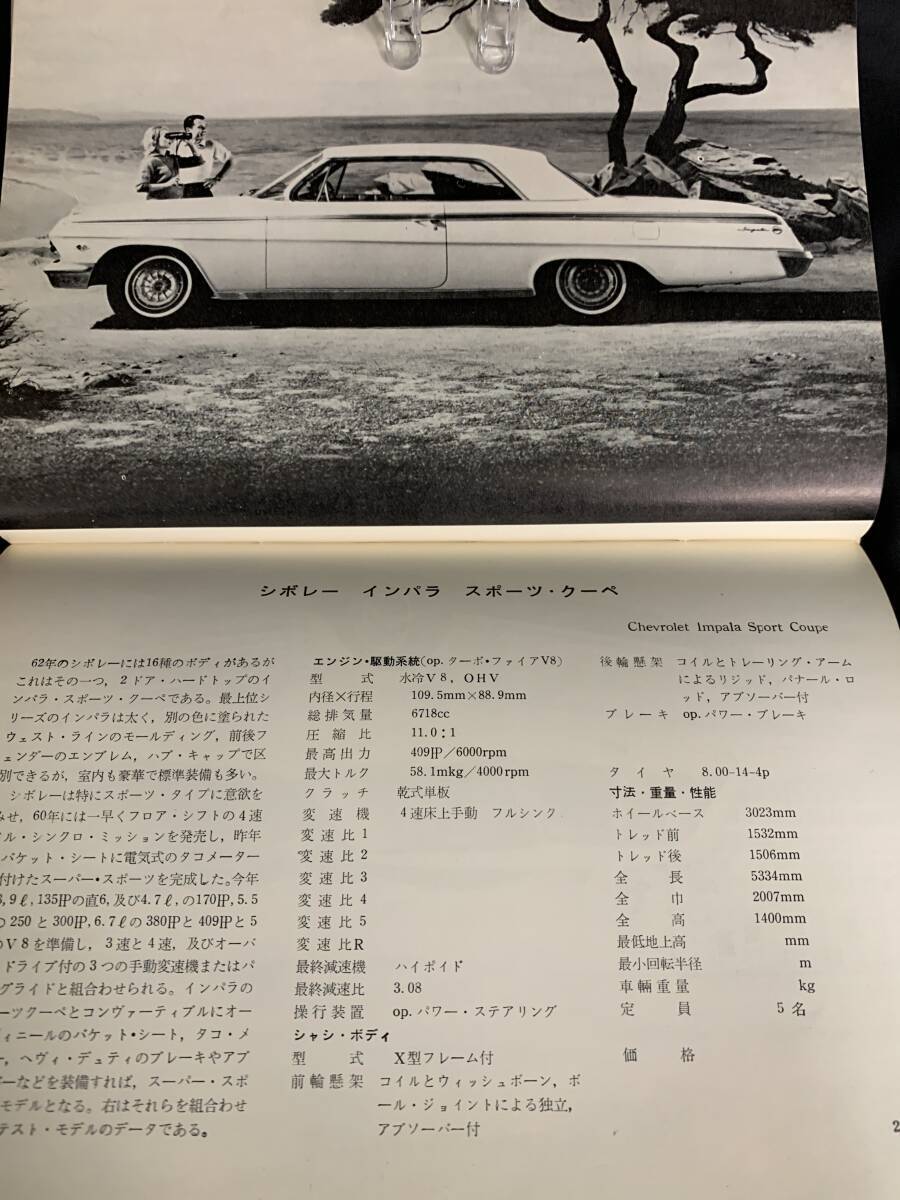 Impala
シボレー インパラ スポーツ・クーペ
Chevrolet Impala Sport Coupe
62年のシボレーには16種のボディがあるが
これはその一つ，2ドア・ハードトップのイ
ンパラ・スポーツ・クーペである。最上位シ
リーズのインパラは太く，別の色に塗られた
ウェスト・ラインのモールディング，前後フ
ェンダーのエンブレム，ハブ・キャップで区
別できるが，室内も豪華で標準装備も多い。
シボレーは特にスポーツ・タイプに意欲を
みせ，60年には一早くフロア・シフトの4速
ル・シンクロ・ミッションを発売し，昨年
バケット・シートに電気式のタコメーター
付けたスーパー・スポーツを完成した。今年
3,9ℓ,135HPの直6,及び4.7ℓ,の170HP,5.5
の250と300HP,6.7ℓの380HPと409HPと5
のV8を準備し，3速と4速，及びオーバ
ドライブ付の3つの手動変速機またはパ
グライドと組合わせられる。インパラの
ーツクーペとコンヴァーティブルにオー
ィニールのバケット・シート，タコ・メ
ー，ヘヴィ・デュティのブレーキやアブ
バーなどを装備すれば，スーパー・スポ
モデルとなる。右はそれらを組合わせ
テスト・モデルのデータである。
エンジン・駆動系統(op.ターボ・ファイアV8)
型式 水冷V8，OHV
内径×行程 109.5mm×88.9mm
総排気量 6718cc
圧縮比 11.0：1
最高出力 409HP/6000rpm
最大トルク 58.1mkg/4000rpm
クラッチ 乾式単板
変速機 4速床上手動 フルシンク
変速比1
変速比2
変速比3
変速比4
変速比5
変速比R
最終減速機 ハイポイド
最終減速比 3.08
操行装置 op.パワー・ステアリング
シャシ・ボディ
型式 X型フレーム付
前輪懸架 コイルとウィッシュボーン，ボ
ール・ジョイントによる独立，
アブソーバー付
後輪懸架 コイルとトレーリング・アーム
によるリジッド，パナール・ロ
ッド，アブソーバー付
ブレーキ op.パワー・ブレーキ
タイヤ 8.00-14-4p
寸法・重量・性能
ホイールベース 3023mm
トレッド前 1532mm
トレッド後 1506mm
全長 5334mm
全巾 2007mm
全高 1400mm
最低地上高 mm
最小回転半径 m
車輛重量 kg
定員 5名
価格
2